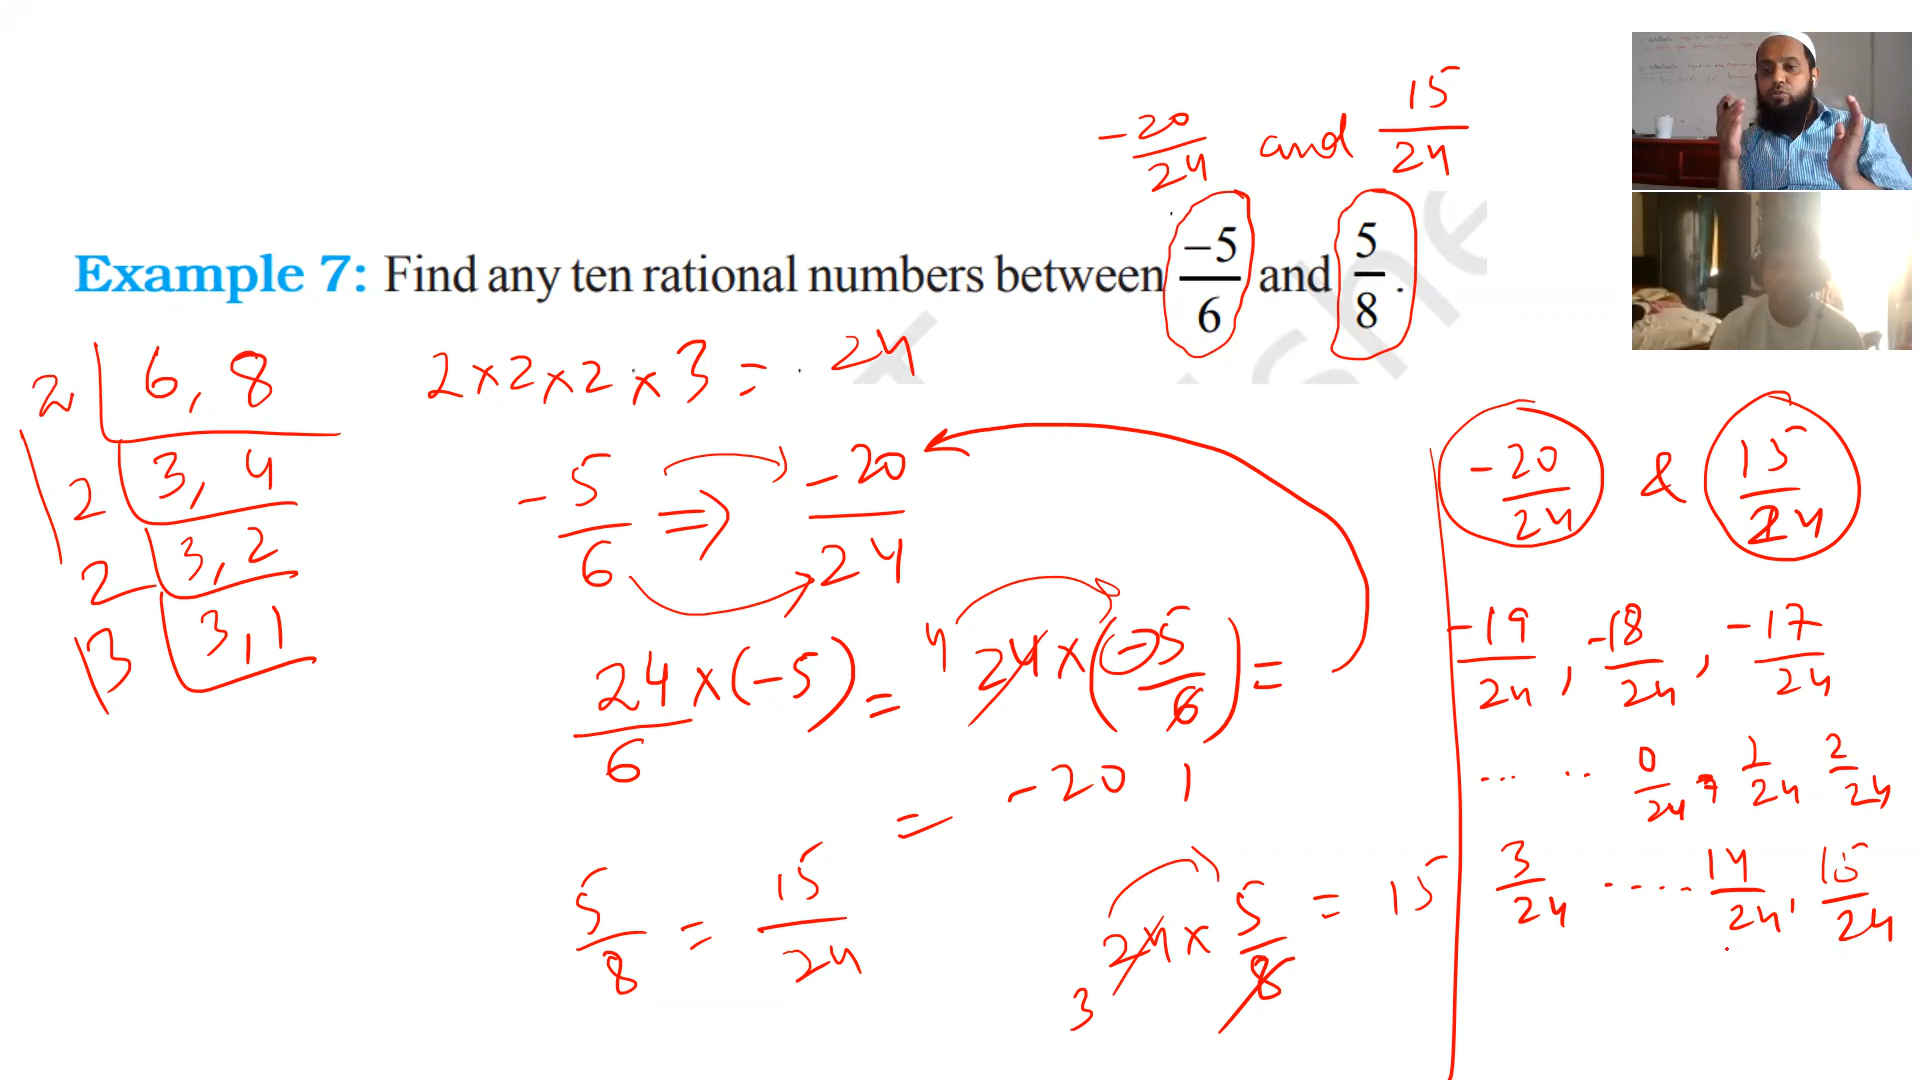 -20/24 and 15/24
Example 7: Find any ten rational numbers between −5/6 and 5/8.
2 | 6, 8
2 | 3, 4
2 | 3, 2
3 | 3, 1
2 × 2 × 2 × 3 = 24
-5/6 ⇒ -20/24
24/6 × (-5) = 4 24 × (-5/6) =
= -20 1
5/8 = 15/24
3 24 × 5/8 = 15
-20/24 & 15/24
-19/24, -18/24, -17/24
... .. 0/24, 1/24 2/24,
3/24 ..... 14/24, 15/24